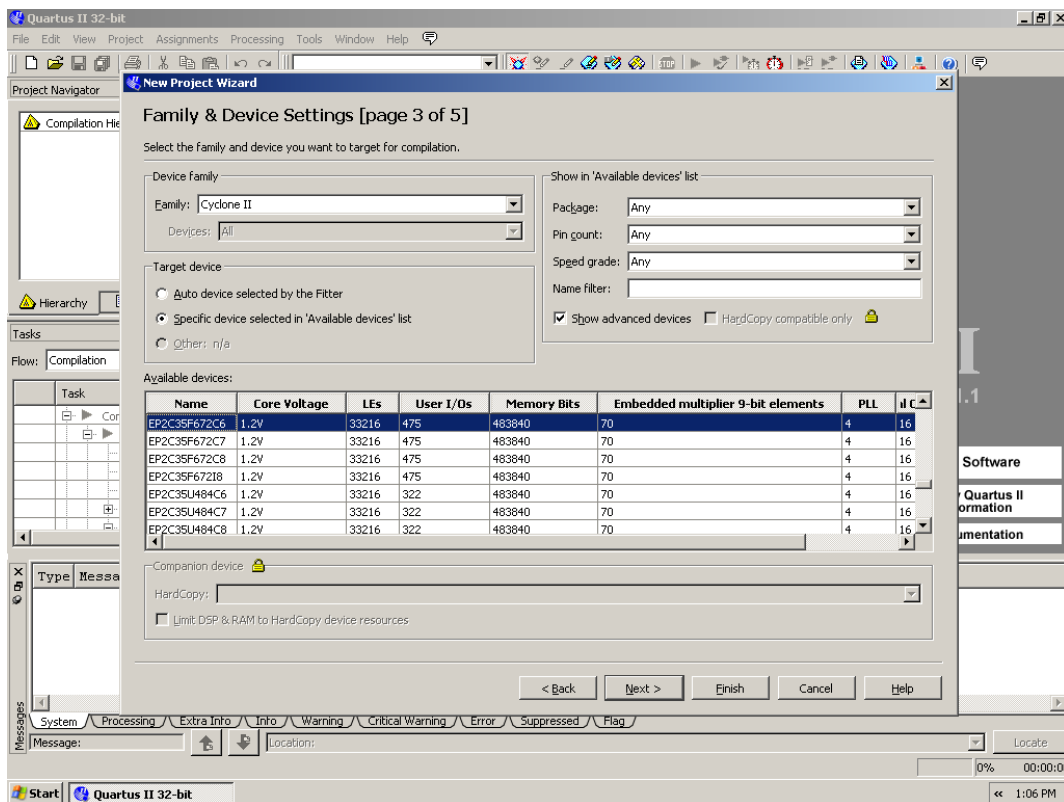 Quartus II 32-bit
File Edit View Project Assignments Processing Tools Window Help
Project Navigator
Compilation Hie
Hierarchy
Tasks
Flow: Compilation
Task
Con
New Project Wizard
Family & Device Settings [page 3 of 5]
Select the family and device you want to target for compilation.
Device family
Family: Cyclone II
Devices: All
Target device
Auto device selected by the Fitter
Specific device selected in 'Available devices' list
Other: n/a
Show in 'Available devices' list
Package: Any
Pin count: Any
Speed grade: Any
Name filter:
Show advanced devices HardCopy compatible only
Available devices:
Name Core Voltage LEs User I/Os Memory Bits Embedded multiplier 9-bit elements PLL
EP2C35F672C6 1.2V 33216 475 483840 70 4 16
EP2C35F672C7 1.2V 33216 475 483840 70 4 16
EP2C35F672C8 1.2V 33216 475 483840 70 4 16
EP2C35F672I8 1.2V 33216 475 483840 70 4 16
EP2C35U484C6 1.2V 33216 322 483840 70 4 16
EP2C35U484C7 1.2V 33216 322 483840 70 4 16
EP2C35U484C8 1.2V 33216 322 483840 70 4 16
Companion device
HardCopy:
Limit DSP & RAM to HardCopy device resources
< Back Next > Finish Cancel Help
I
.1
Software
Quartus II
ormation
umentation
Type Messa
Messages
System Processing Extra Info Info Warning Critical Warning Error Suppressed Flag
Message: Location: Locate
0% 00:00:0
Start Quartus II 32-bit « 1:06 PM